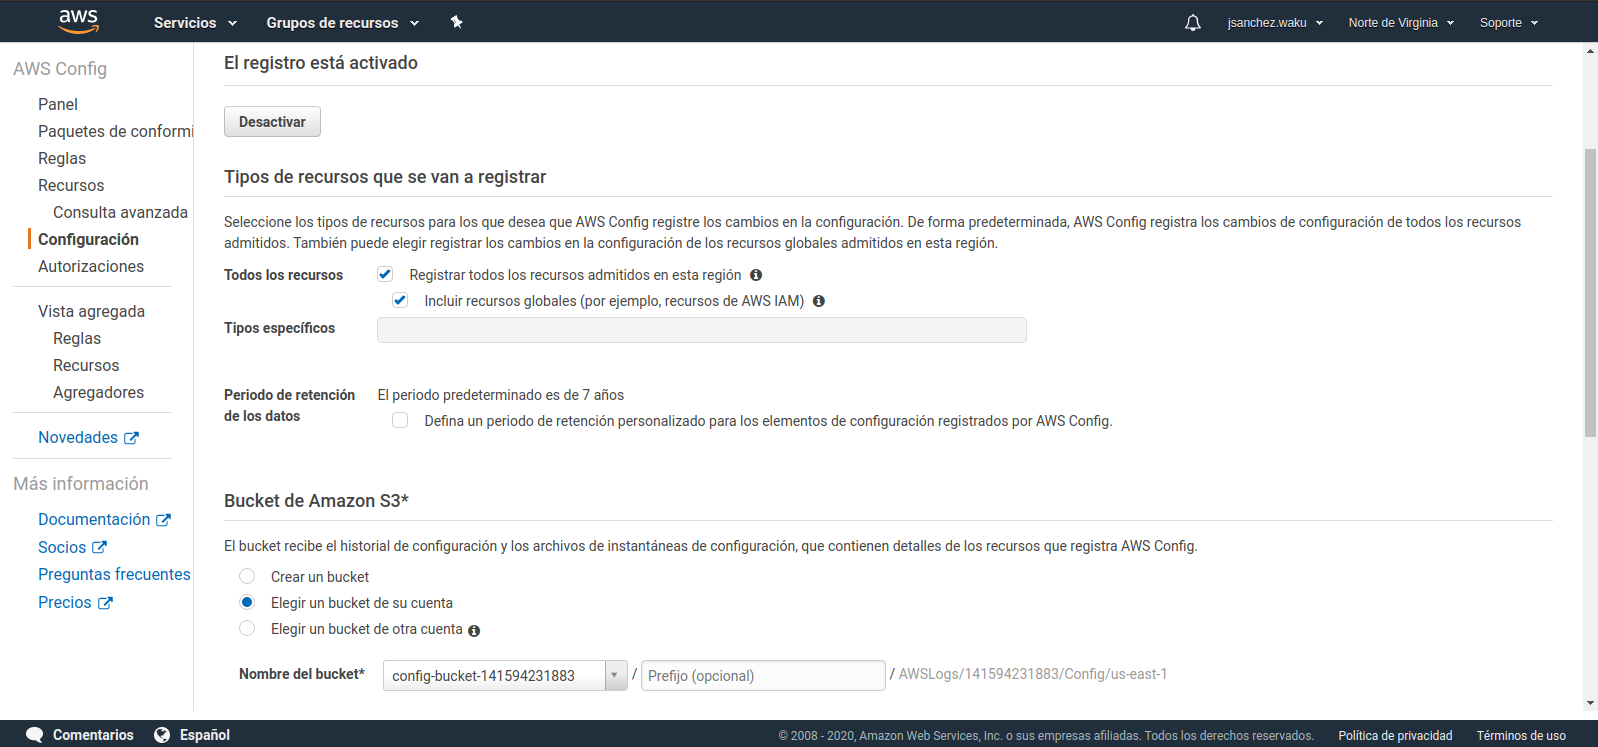 aws
Servicios
Grupos de recursos
jsanchez.waku
Norte de Virginia
Soporte
AWS Config
Panel
Paquetes de conformi
Reglas
Recursos
Consulta avanzada
Configuración
Autorizaciones
Vista agregada
Reglas
Recursos
Agregadores
Novedades
Más información
Documentación
Socios
Preguntas frecuentes
Precios
El registro está activado
Desactivar
Tipos de recursos que se van a registrar
Seleccione los tipos de recursos para los que desea que AWS Config registre los cambios en la configuración. De forma predeterminada, AWS Config registra los cambios de configuración de todos los recursos
admitidos. También puede elegir registrar los cambios en la configuración de los recursos globales admitidos en esta región.
Todos los recursos
Registrar todos los recursos admitidos en esta región
Incluir recursos globales (por ejemplo, recursos de AWS IAM)
Tipos específicos
Periodo de retención
de los datos
El periodo predeterminado es de 7 años
Defina un periodo de retención personalizado para los elementos de configuración registrados por AWS Config.
Bucket de Amazon S3*
El bucket recibe el historial de configuración y los archivos de instantáneas de configuración, que contienen detalles de los recursos que registra AWS Config.
Crear un bucket
Elegir un bucket de su cuenta
Elegir un bucket de otra cuenta
Nombre del bucket* config-bucket-141594231883 / Prefijo (opcional) / AWSLogs/141594231883/Config/us-east-1
Comentarios
Español
© 2008 - 2020, Amazon Web Services, Inc. o sus empresas afiliadas. Todos los derechos reservados.
Política de privacidad
Términos de uso